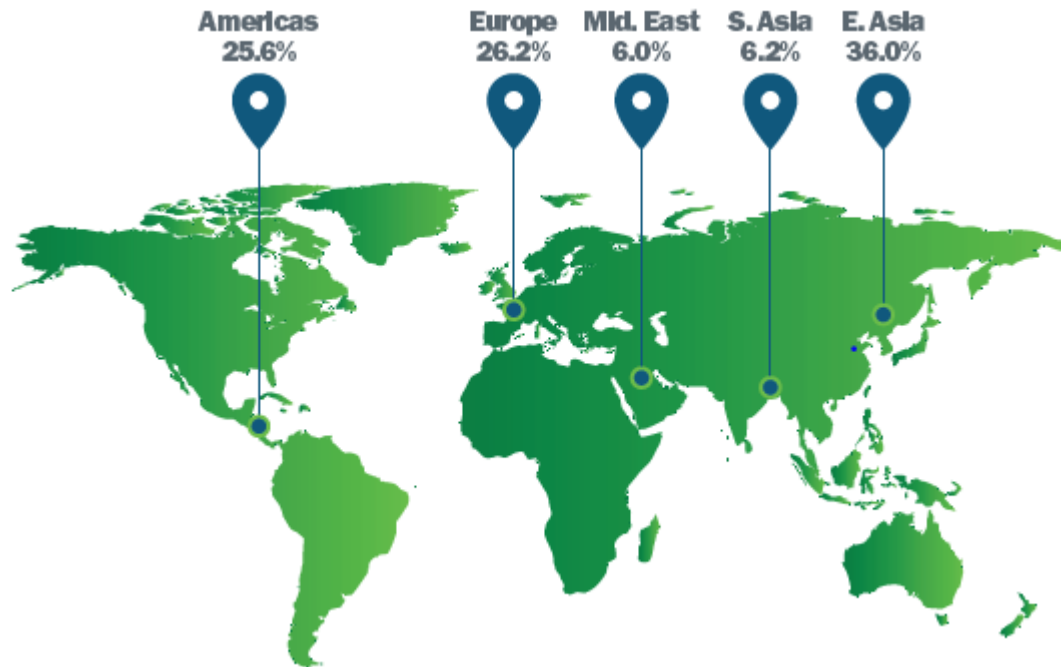 Americas
25.6%
Europe
26.2%
Mid. East
6.0%
S. Asia
6.2%
E. Asia
36.0%